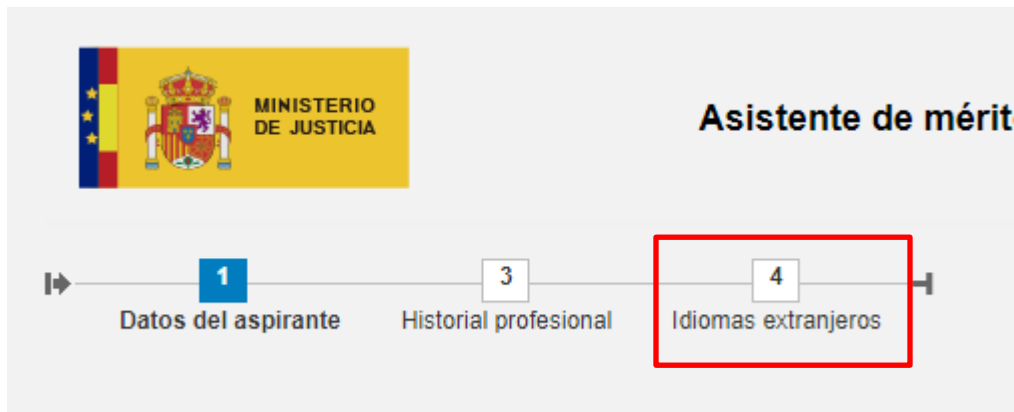 MINISTERIO
DE JUSTICIA
Asistente de mérit
1
3
4
Datos del aspirante
Historial profesional
Idiomas extranjeros